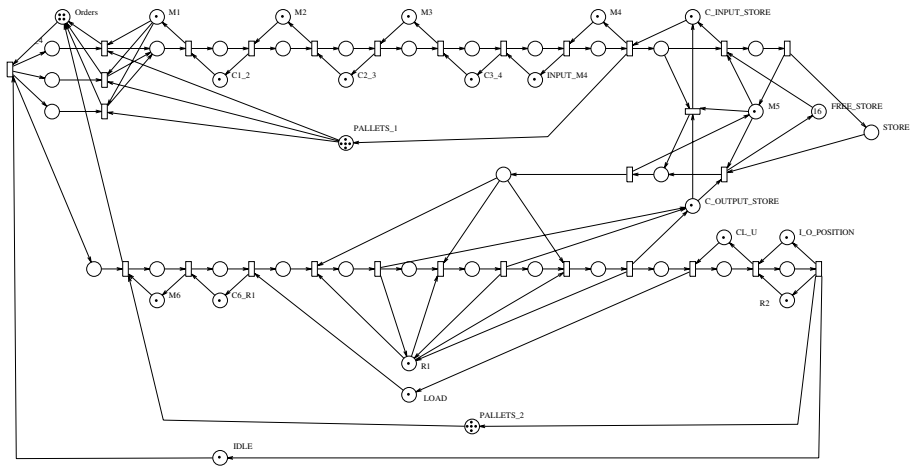 Orders
M1
M2
M3
M4
C_INPUT_STORE
C1_2
C2_3
C3_4
INPUT_M4
M5
16
FREE_STORE
STORE
PALLETS_1
C_OUTPUT_STORE
CL_U
I_O_POSITION
M6
C6_R1
R2
R1
LOAD
PALLETS_2
IDLE